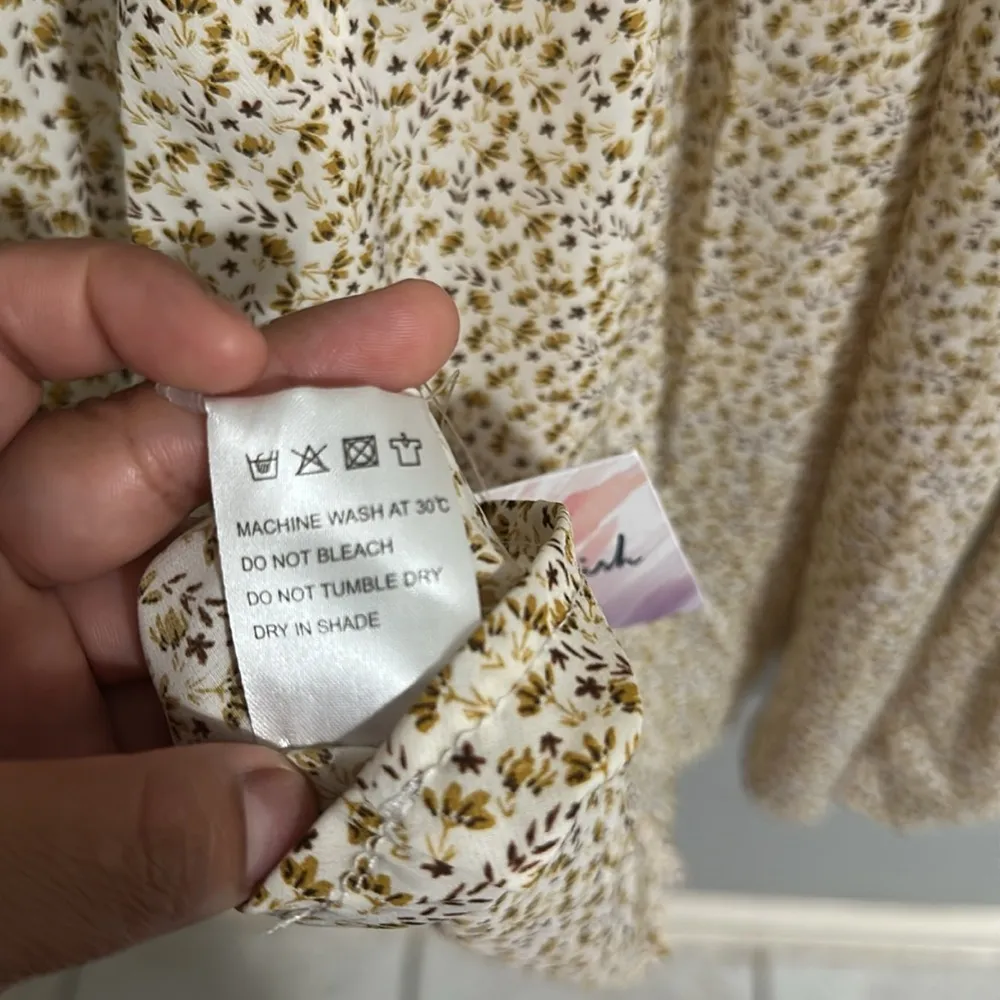 MACHINE WASH AT 30℃
DO NOT BLEACH
DO NOT TUMBLE DRY
DRY IN SHADE